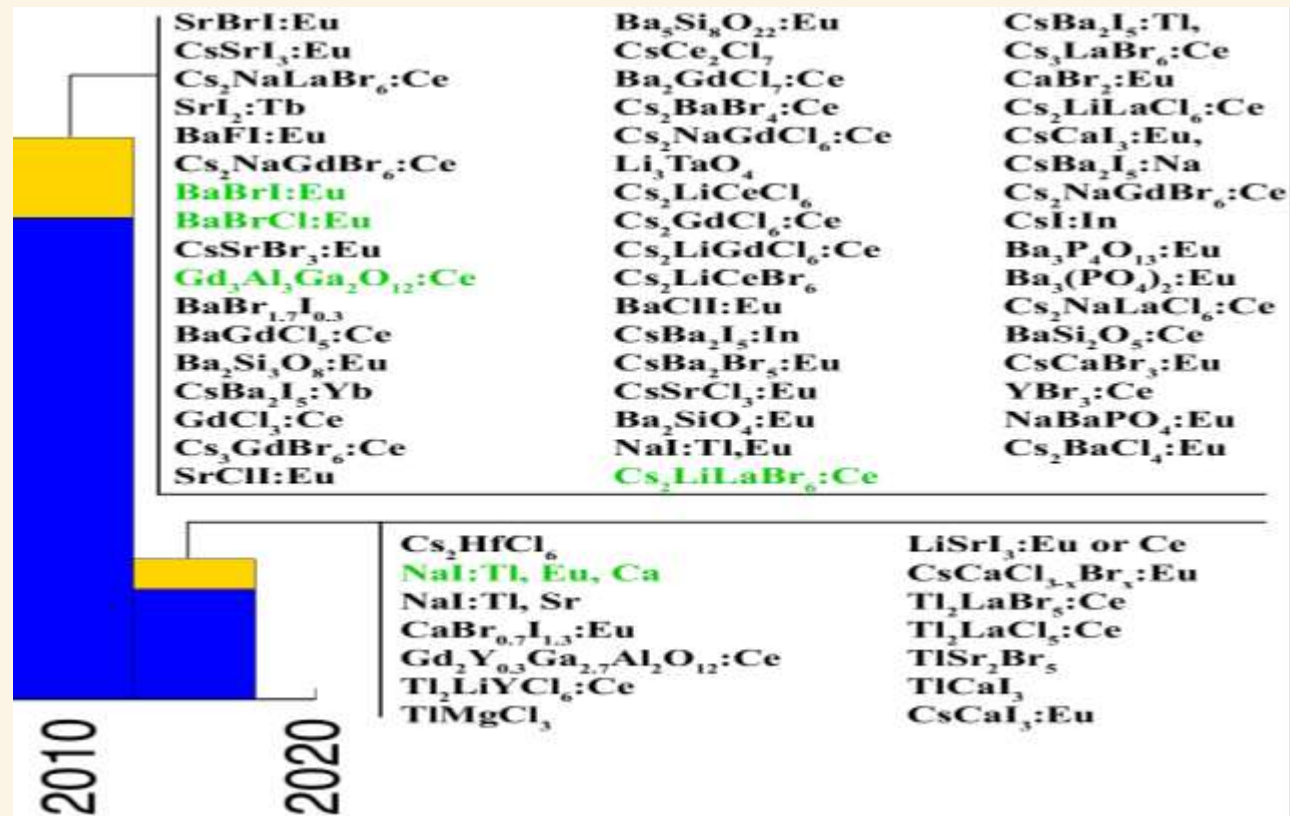 SrBrI:Eu
CsSrI₃:Eu
Cs₂NaLaBr₆:Ce
SrI₂:Tb
BaFI:Eu
Cs₂NaGdBr₆:Ce
BaBrI:Eu
BaBrCl:Eu
CsSrBr₃:Eu
Gd₃Al₃Ga₂O₁₂:Ce
BaBr₁.₇I₀.₃
BaGdCl₅:Ce
Ba₂Si₃O₈:Eu
CsBa₂I₅:Yb
GdCl₃:Ce
Cs₃GdBr₆:Ce
SrClI:Eu
Ba₅Si₈O₂₂:Eu
CsCe₂Cl₇
Ba₂GdCl₇:Ce
Cs₂BaBr₄:Ce
Cs₂NaGdCl₆:Ce
Li₃TaO₄
Cs₂LiCeCl₆
Cs₂GdCl₆:Ce
Cs₂LiGdCl₆:Ce
Cs₂LiCeBr₆
BaClI:Eu
CsBa₂I₅:In
CsBa₂Br₅:Eu
CsSrCl₃:Eu
Ba₂SiO₄:Eu
NaI:Tl,Eu
Cs₂LiLaBr₆:Ce
CsBa₂I₅:Tl,
Cs₃LaBr₆:Ce
CaBr₂:Eu
Cs₂LiLaCl₆:Ce
CsCaI₃:Eu,
CsBa₂I₅:Na
Cs₂NaGdBr₆:Ce
CsI:In
Ba₃P₄O₁₃:Eu
Ba₃(PO₄)₂:Eu
Cs₂NaLaCl₆:Ce
BaSi₂O₅:Ce
CsCaBr₃:Eu
YBr₃:Ce
NaBaPO₄:Eu
Cs₂BaCl₄:Eu
Cs₂HfCl₆
NaI:Tl, Eu, Ca
NaI:Tl, Sr
CaBr₀.₇I₁.₃:Eu
Gd₂Y₀.₃Ga₂.₇Al₂O₁₂:Ce
Tl₂LiYCl₆:Ce
TlMgCl₃
LiSrI₃:Eu or Ce
CsCaCl₃₋ₓBrₓ:Eu
Tl₂LaBr₅:Ce
Tl₂LaCl₅:Ce
TlSr₂Br₅
TlCaI₃
CsCaI₃:Eu
2010
2020